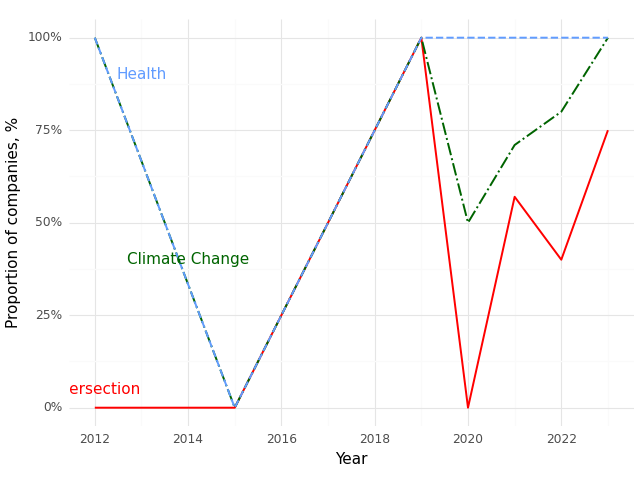 100%
Health
75%
50%
Climate Change
25%
ersection
0%
2012 2014 2016 2018 2020 2022
Year
Proportion of companies, %